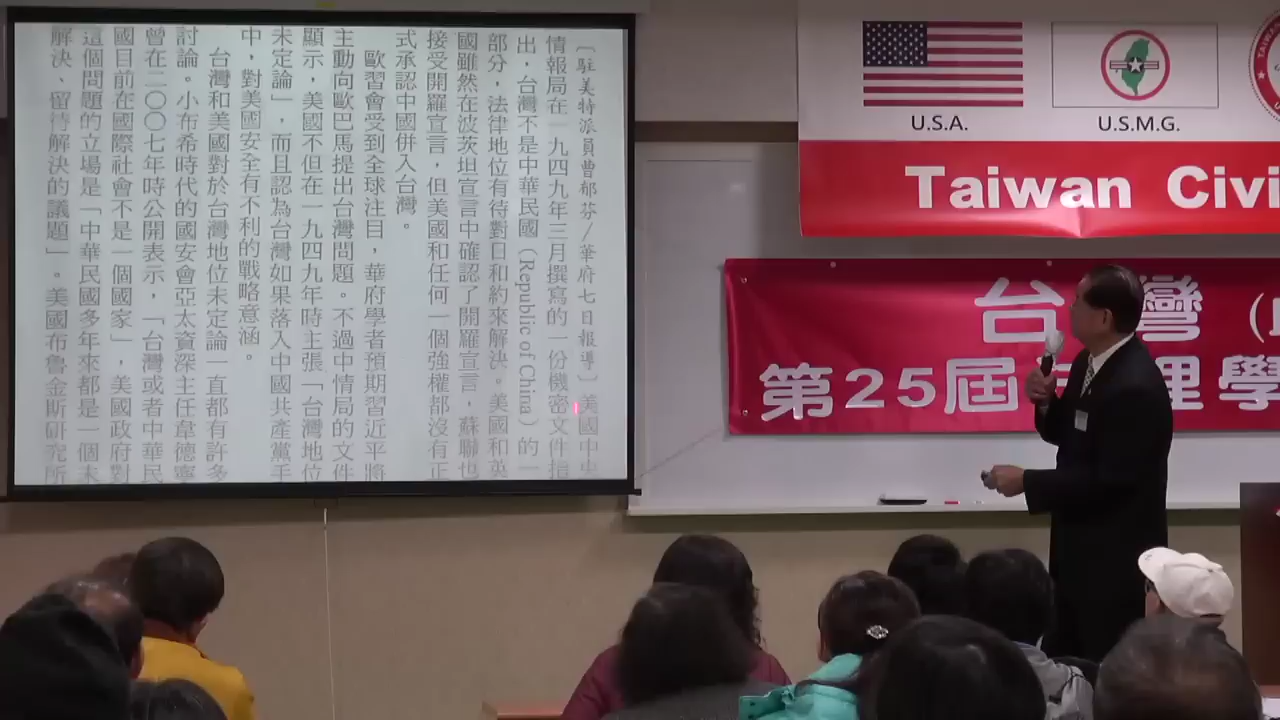 〔駐美特派員曹郁芬／華府七日報導〕美國中央
情報局在一九四九年三月撰寫的一份機密文件指
出，台灣不是中華民國（Republic of China）的一
部分，法律地位有待對日和約來解決。美國和英
國雖然在波茨坦宣言中確認了開羅宣言，蘇聯也
接受開羅宣言，但美國和任何一個強權都沒有正
式承認中國併入台灣。
歐習會受到全球注目，華府學者預期習近平將
主動向歐巴馬提出台灣問題。不過中情局的文件
顯示，美國不但在一九四九年時主張「台灣地位
未定論」，而且認為台灣如果落入中國共產黨手
中，對美國安全有不利的戰略意涵。
台灣和美國對於台灣地位未定論一直都有許多
討論。小布希時代的國安會亞太資深主任韋德寧
曾在二〇〇七年時公開表示，「台灣或者中華民
國目前在國際社會不是一個國家」，美國政府對
這個問題的立場是「中華民國多年來都是一個未
解決、留待解決的議題」。美國布魯金斯研究所
U.S.A.
U.S.M.G.
Taiwan Civi
台灣
第25屆 理學